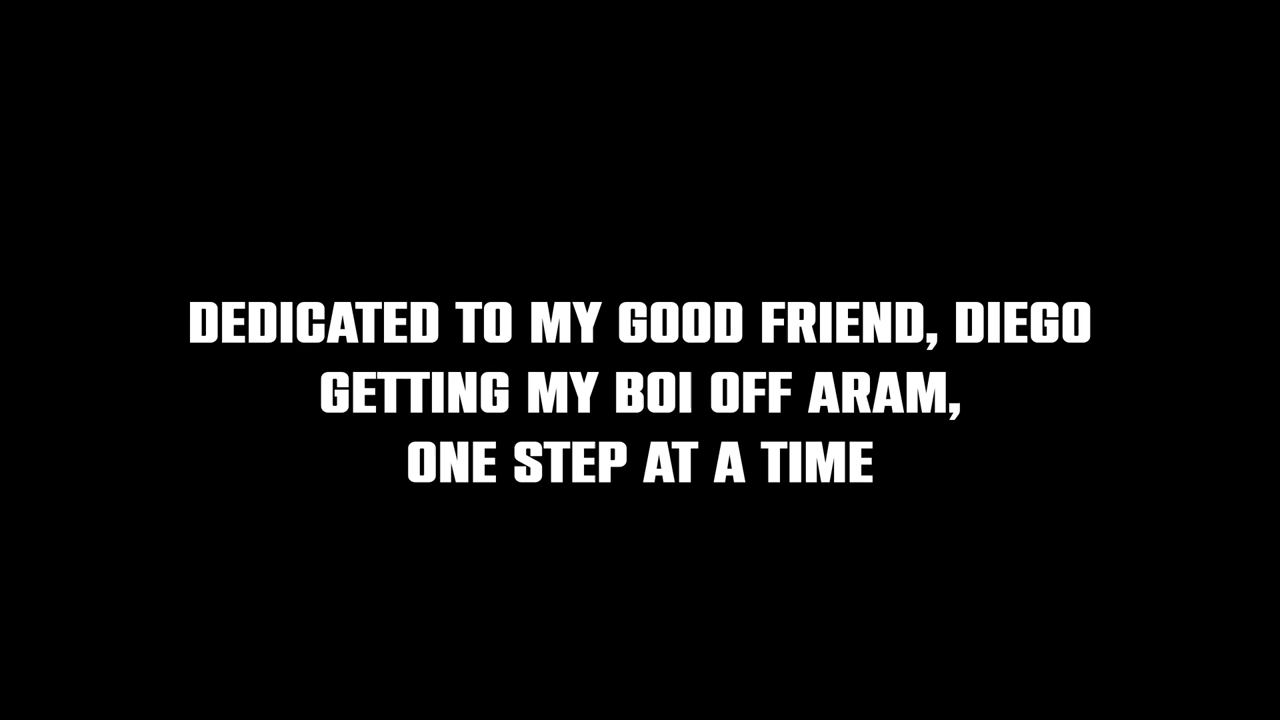 DEDICATED TO MY GOOD FRIEND, DIEGO
GETTING MY BOI OFF ARAM,
ONE STEP AT A TIME